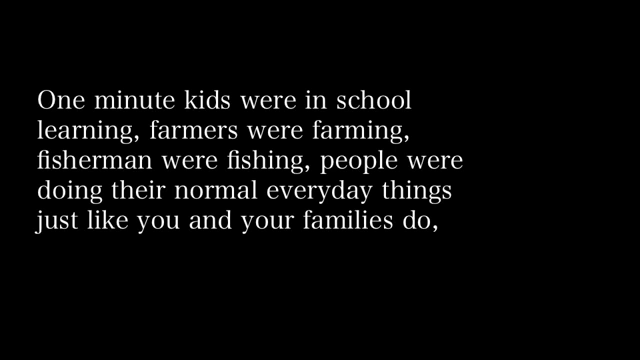 One minute kids were in school
learning, farmers were farming,
fisherman were fishing, people were
doing their normal everyday things
just like you and your families do,